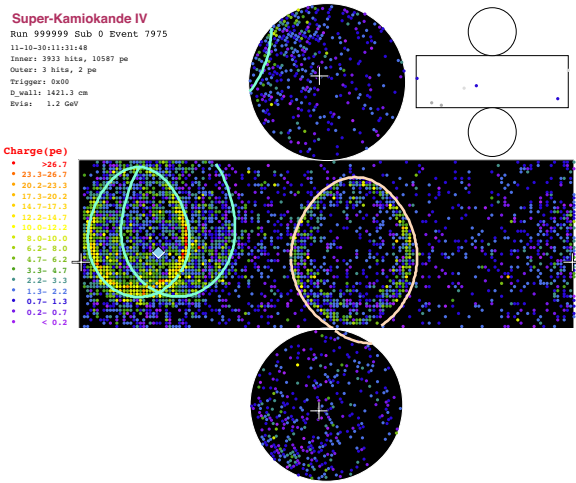 Super-Kamiokande IV
Run 999999 Sub 0 Event 7975
11-10-30:11:31:48
Inner: 3933 hits, 10587 pe
Outer: 3 hits, 2 pe
Trigger: 0x00
D_wall: 1421.3 cm
Evis: 1.2 GeV
Charge(pe)
>26.7
23.3-26.7
20.2-23.3
17.3-20.2
14.7-17.3
12.2-14.7
10.0-12.2
8.0-10.0
6.2- 8.0
4.7- 6.2
3.3- 4.7
2.2- 3.3
1.3- 2.2
0.7- 1.3
0.2- 0.7
< 0.2